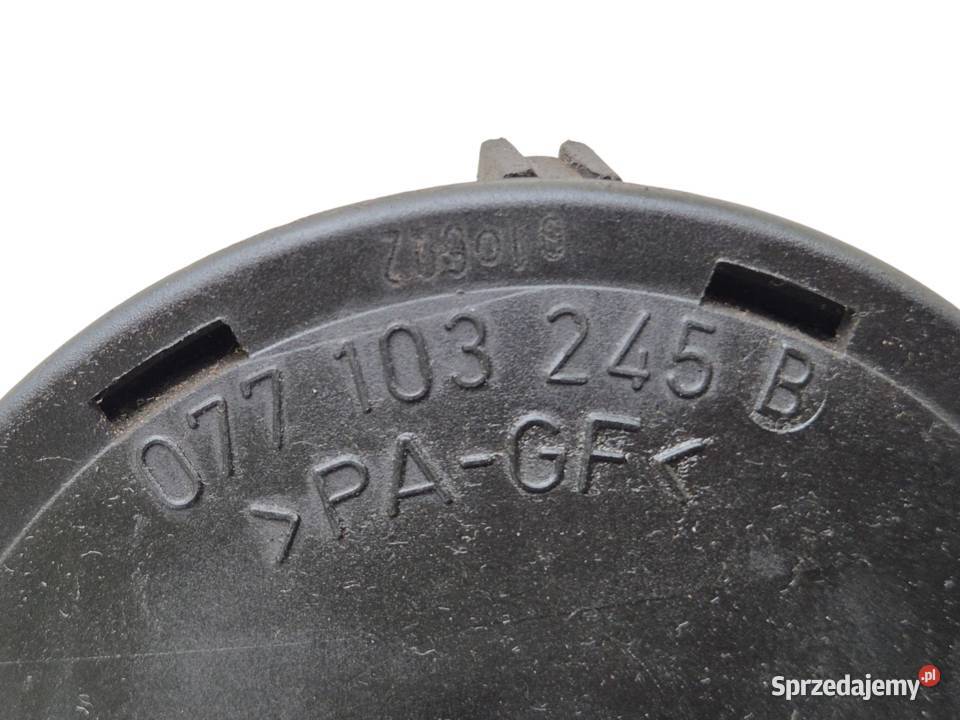 077 103 245 B
>PA-GF<
Sprzedajemy.pl